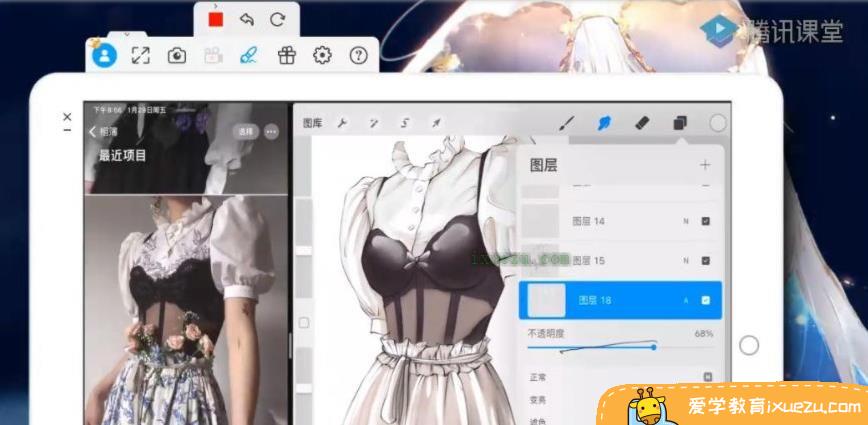 腾讯课堂
下午8:56 1月29日周五
相簿
选择
最近项目
图库
图层
图层 14
N
图层 15
N
ixuezu.com
图层 18
A
不透明度
68%
正常
N
变亮
滤色
爱学教育ixuezu.com